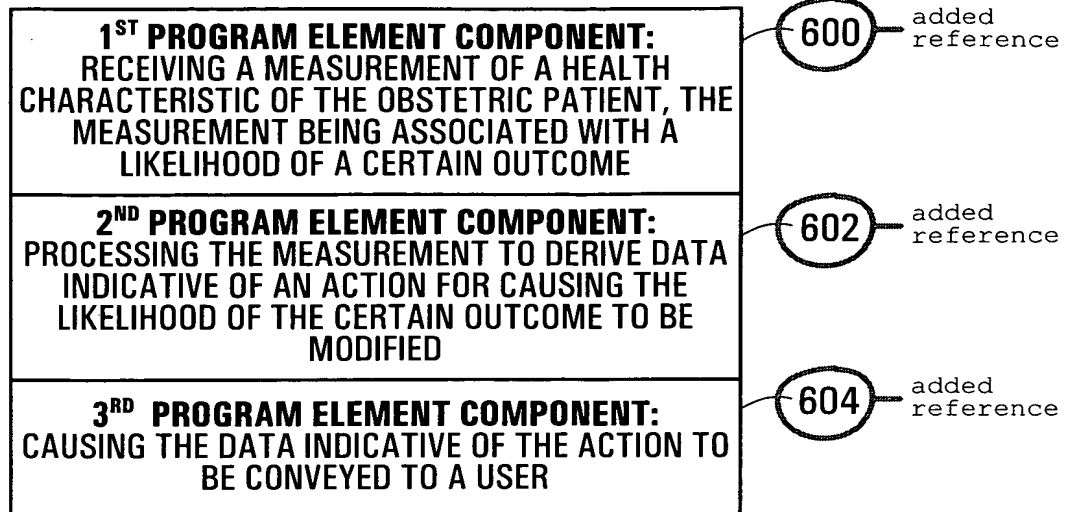 1ST PROGRAM ELEMENT COMPONENT:
RECEIVING A MEASUREMENT OF A HEALTH
CHARACTERISTIC OF THE OBSTETRIC PATIENT, THE
MEASUREMENT BEING ASSOCIATED WITH A
LIKELIHOOD OF A CERTAIN OUTCOME
600
added
reference
2ND PROGRAM ELEMENT COMPONENT:
PROCESSING THE MEASUREMENT TO DERIVE DATA
INDICATIVE OF AN ACTION FOR CAUSING THE
LIKELIHOOD OF THE CERTAIN OUTCOME TO BE
MODIFIED
602
added
reference
3RD PROGRAM ELEMENT COMPONENT:
CAUSING THE DATA INDICATIVE OF THE ACTION TO
BE CONVEYED TO A USER
604
added
reference